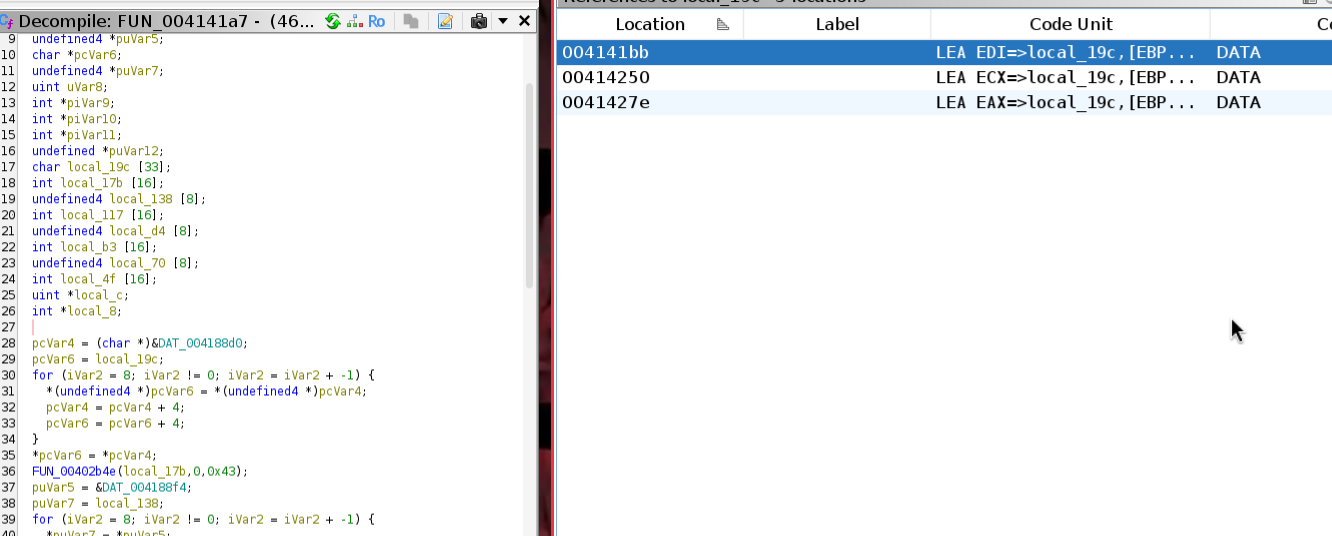 Decompile: FUN_004141a7 - (46...
Ro
9 undefined4 *puVar5;
10 char *pcVar6;
11 undefined4 *puVar7;
12 uint uVar8;
13 int *piVar9;
14 int *piVar10;
15 int *piVar11;
16 undefined *puVar12;
17 char local_19c [33];
18 int local_17b [16];
19 undefined4 local_138 [8];
20 int local_117 [16];
21 undefined4 local_d4 [8];
22 int local_b3 [16];
23 undefined4 local_70 [8];
24 int local_4f [16];
25 uint *local_c;
26 int *local_8;
27
28 pcVar4 = (char *)&DAT_004188d0;
29 pcVar6 = local_19c;
30 for (iVar2 = 8; iVar2 != 0; iVar2 = iVar2 + -1) {
31 *(undefined4 *)pcVar6 = *(undefined4 *)pcVar4;
32 pcVar4 = pcVar4 + 4;
33 pcVar6 = pcVar6 + 4;
34 }
35 *pcVar6 = *pcVar4;
36 FUN_00402b4e(local_17b,0,0x43);
37 puVar5 = &DAT_004188f4;
38 puVar7 = local_138;
39 for (iVar2 = 8; iVar2 != 0; iVar2 = iVar2 + -1) {
40 *puVar7 = *puVar5;
References to local_19c - 3 locations
Location Label Code Unit
004141bb LEA EDI=>local_19c,[EBP... DATA
00414250 LEA ECX=>local_19c,[EBP... DATA
0041427e LEA EAX=>local_19c,[EBP... DATA